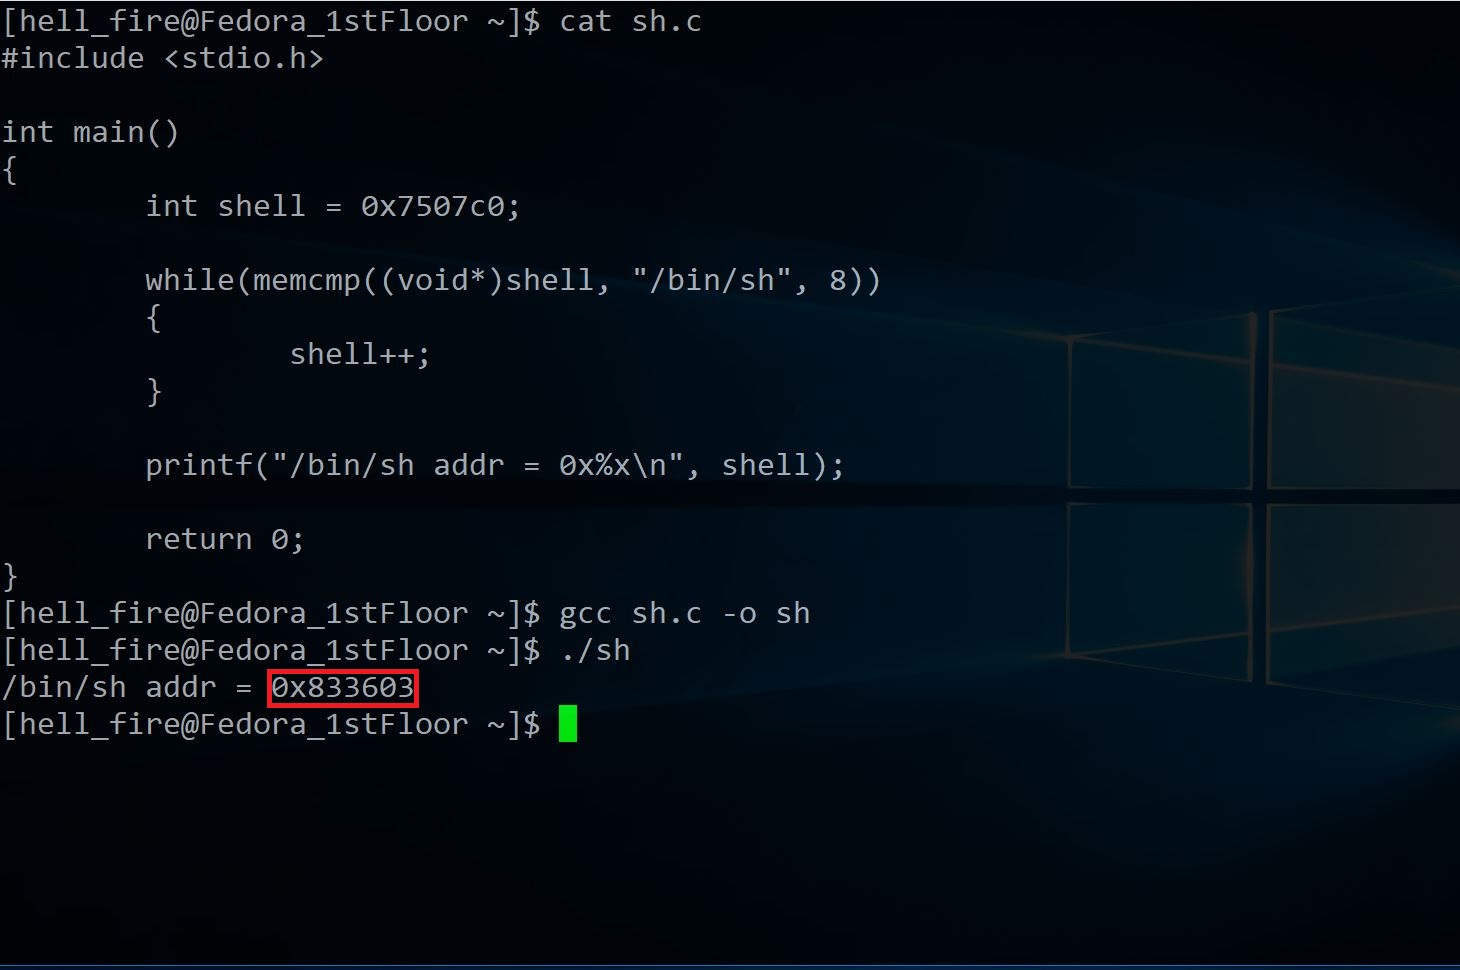 [hell_fire@Fedora_1stFloor ~]$ cat sh.c
#include <stdio.h>
int main()
{
int shell = 0x7507c0;
while(memcmp((void*)shell, "/bin/sh", 8))
{
shell++;
}
printf("/bin/sh addr = 0x%x\n", shell);
return 0;
}
[hell_fire@Fedora_1stFloor ~]$ gcc sh.c -o sh
[hell_fire@Fedora_1stFloor ~]$ ./sh
/bin/sh addr = 0x833603
[hell_fire@Fedora_1stFloor ~]$